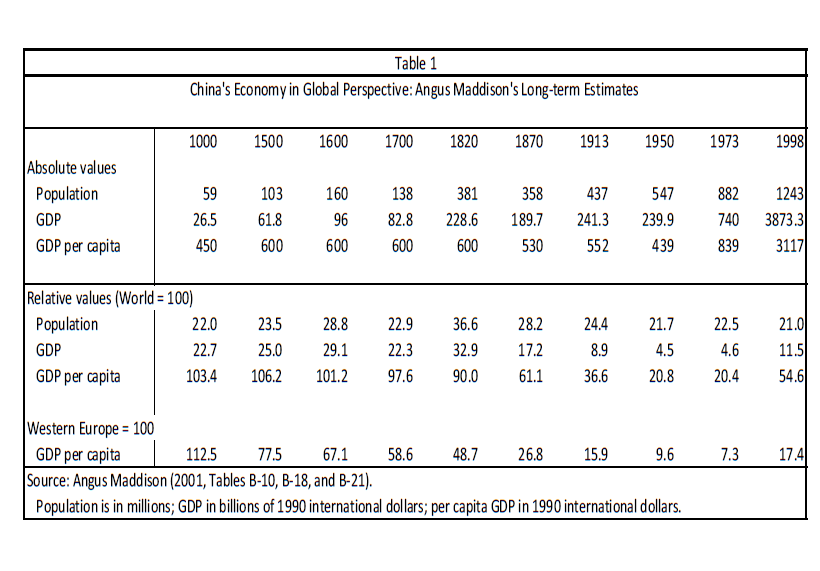 Table 1
China's Economy in Global Perspective: Angus Maddison's Long-term Estimates
1000 1500 1600 1700 1820 1870 1913 1950 1973 1998
Absolute values
Population 59 103 160 138 381 358 437 547 882 1243
GDP 26.5 61.8 96 82.8 228.6 189.7 241.3 239.9 740 3873.3
GDP per capita 450 600 600 600 600 530 552 439 839 3117
Relative values (World = 100)
Population 22.0 23.5 28.8 22.9 36.6 28.2 24.4 21.7 22.5 21.0
GDP 22.7 25.0 29.1 22.3 32.9 17.2 8.9 4.5 4.6 11.5
GDP per capita 103.4 106.2 101.2 97.6 90.0 61.1 36.6 20.8 20.4 54.6
Western Europe = 100
GDP per capita 112.5 77.5 67.1 58.6 48.7 26.8 15.9 9.6 7.3 17.4
Source: Angus Maddison (2001, Tables B-10, B-18, and B-21).
Population is in millions; GDP in billions of 1990 international dollars; per capita GDP in 1990 international dollars.